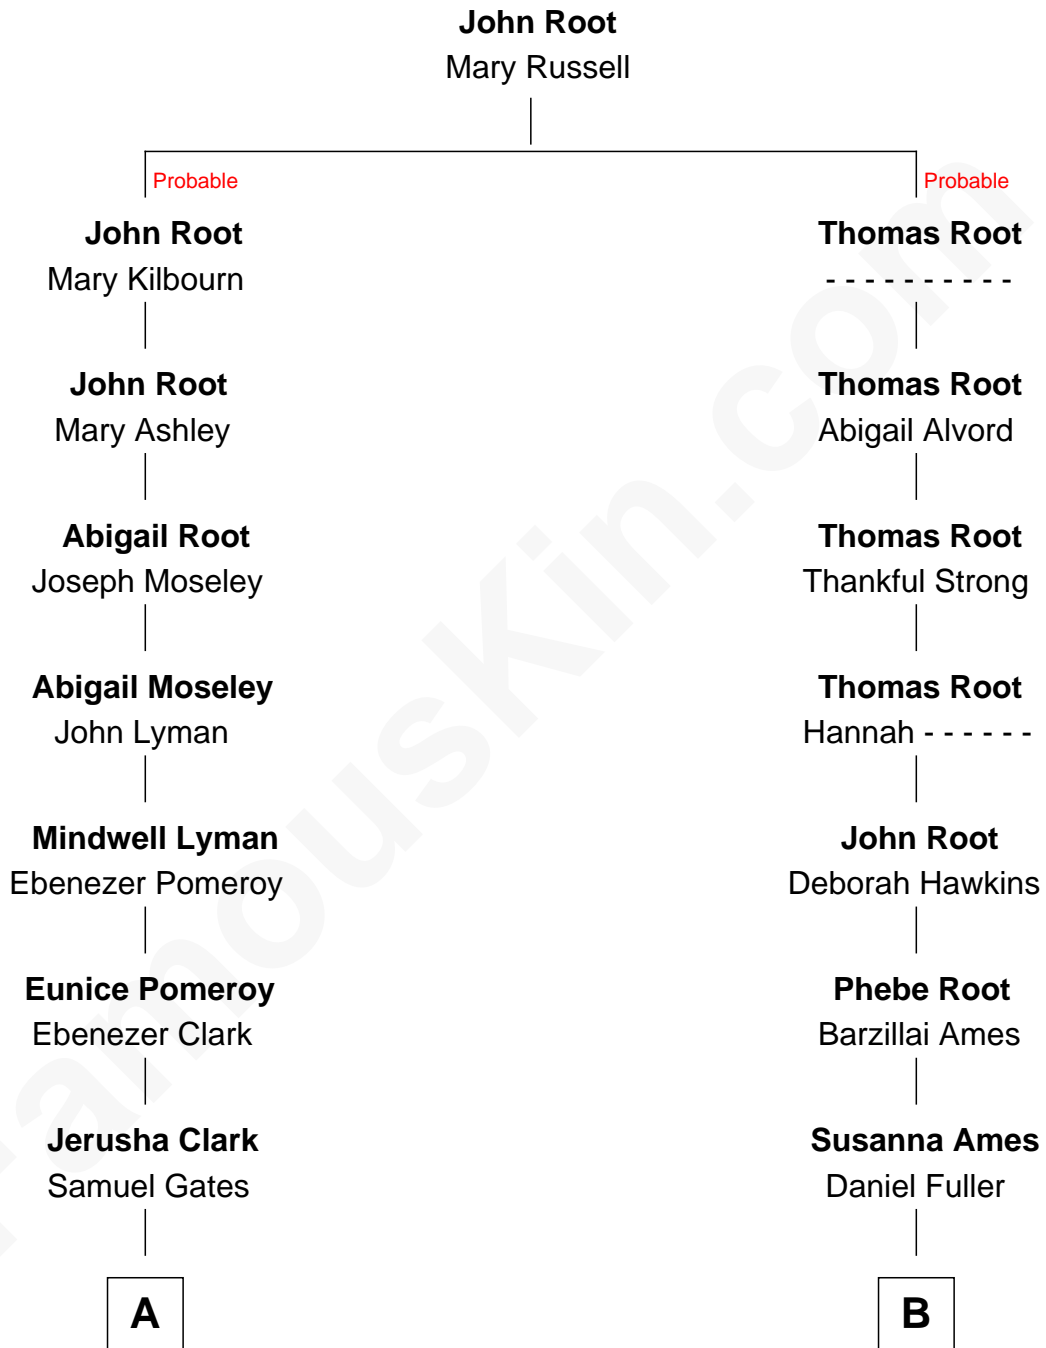 John Root
Mary Russell
Probable
Probable
John Root
Mary Kilbourn
Thomas Root
- - - - - - - - - -
John Root
Mary Ashley
Thomas Root
Abigail Alvord
Abigail Root
Joseph Moseley
Thomas Root
Thankful Strong
Abigail Moseley
John Lyman
Thomas Root
Hannah - - - - - -
Mindwell Lyman
Ebenezer Pomeroy
John Root
Deborah Hawkins
Eunice Pomeroy
Ebenezer Clark
Phebe Root
Barzillai Ames
Jerusha Clark
Samuel Gates
Susanna Ames
Daniel Fuller
A
B
FamousKin.com